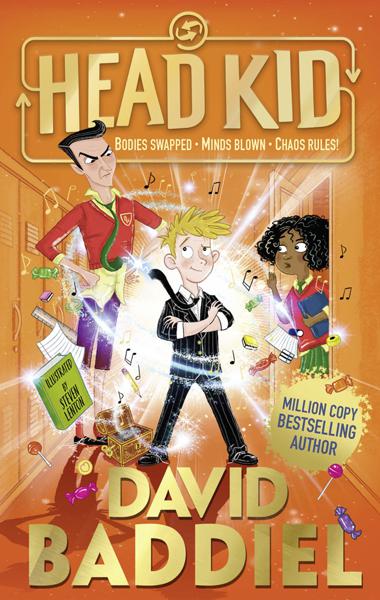 HEAD KID
BODIES SWAPPED • MINDS BLOWN • CHAOS RULES!
ILLUSTRATED
BY
STEVEN
LENTON
MILLION COPY
BESTSELLING
AUTHOR
DAVID
BADDIEL